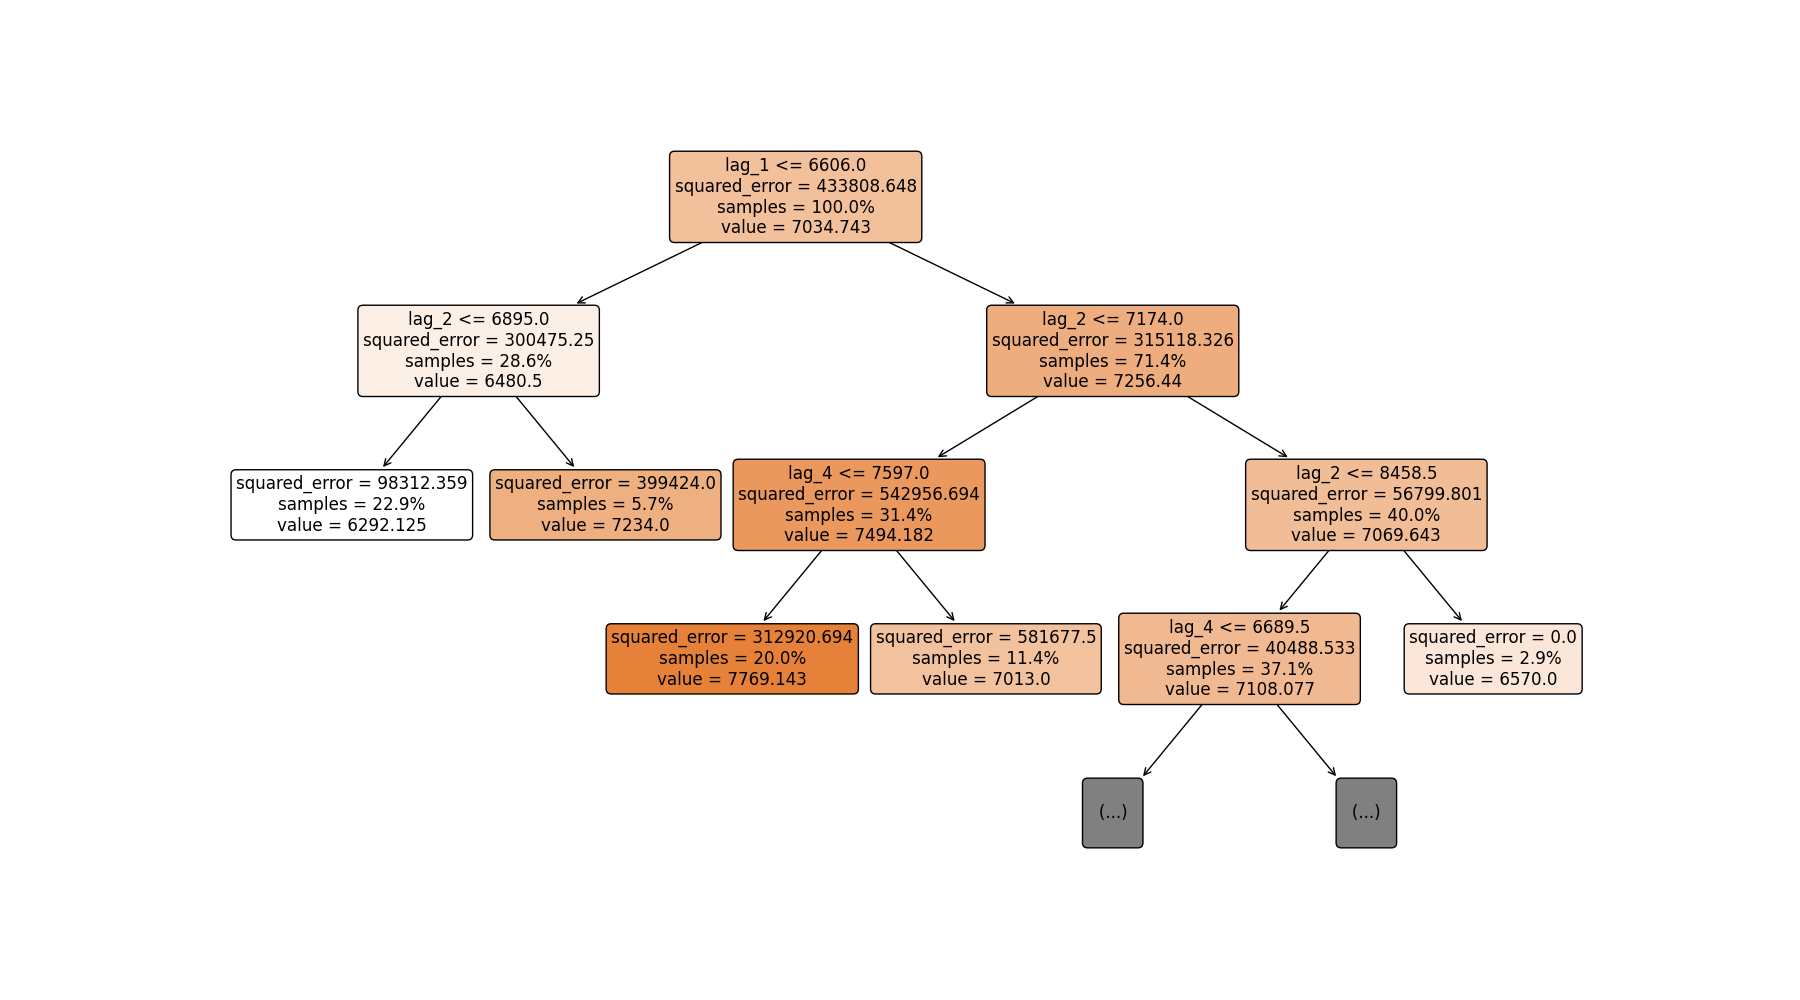 lag_1 <= 6606.0
squared_error = 433808.648
samples = 100.0%
value = 7034.743
lag_2 <= 6895.0
squared_error = 300475.25
samples = 28.6%
value = 6480.5
lag_2 <= 7174.0
squared_error = 315118.326
samples = 71.4%
value = 7256.44
squared_error = 98312.359
samples = 22.9%
value = 6292.125
squared_error = 399424.0
samples = 5.7%
value = 7234.0
lag_4 <= 7597.0
squared_error = 542956.694
samples = 31.4%
value = 7494.182
lag_2 <= 8458.5
squared_error = 56799.801
samples = 40.0%
value = 7069.643
squared_error = 312920.694
samples = 20.0%
value = 7769.143
squared_error = 581677.5
samples = 11.4%
value = 7013.0
lag_4 <= 6689.5
squared_error = 40488.533
samples = 37.1%
value = 7108.077
squared_error = 0.0
samples = 2.9%
value = 6570.0
(...)
(...)